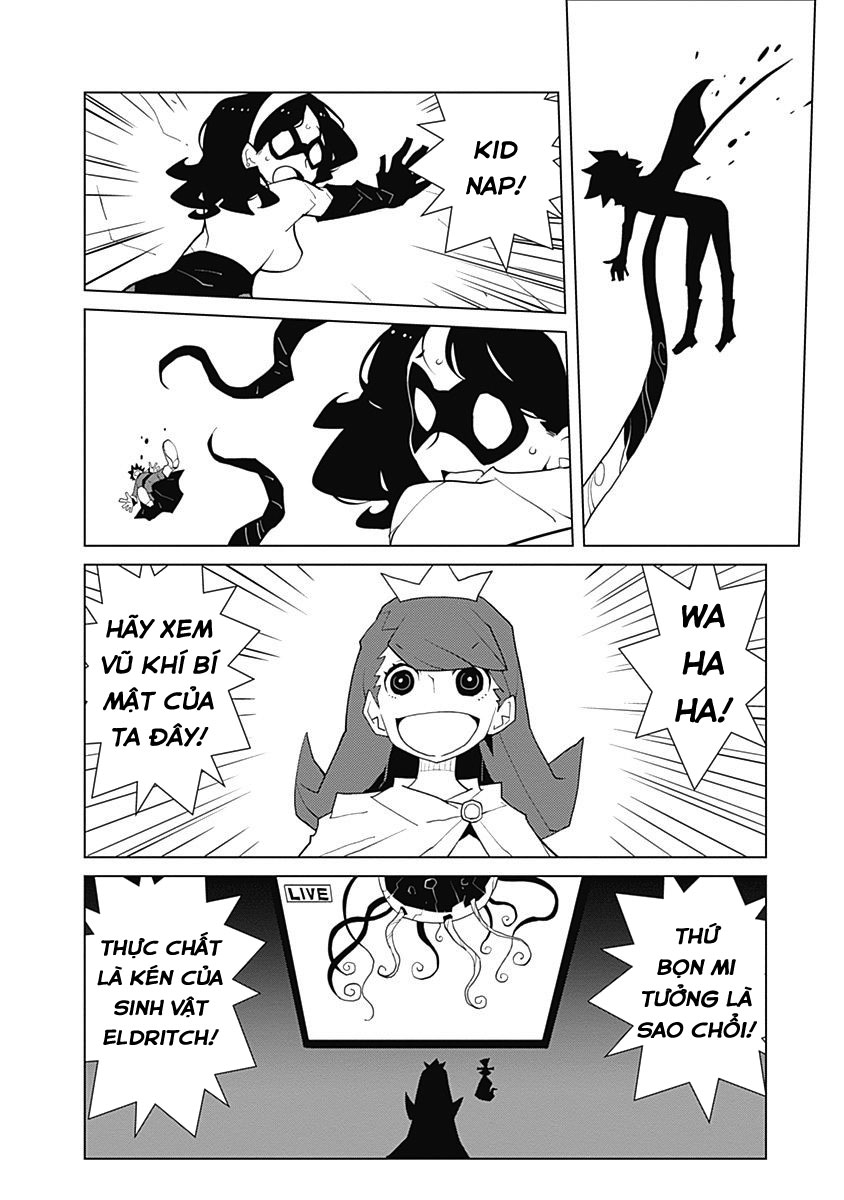 KID
NAP!
WA
HA
HA!
HÃY XEM
VŨ KHÍ BÍ
MẬT CỦA
TA ĐÂY!
THỨ
BỌN MI
TƯỞNG LÀ
SAO CHỔI!
LIVE
THỰC CHẤT
LÀ KÉN CỦA
SINH VẬT
ELDRITCH!